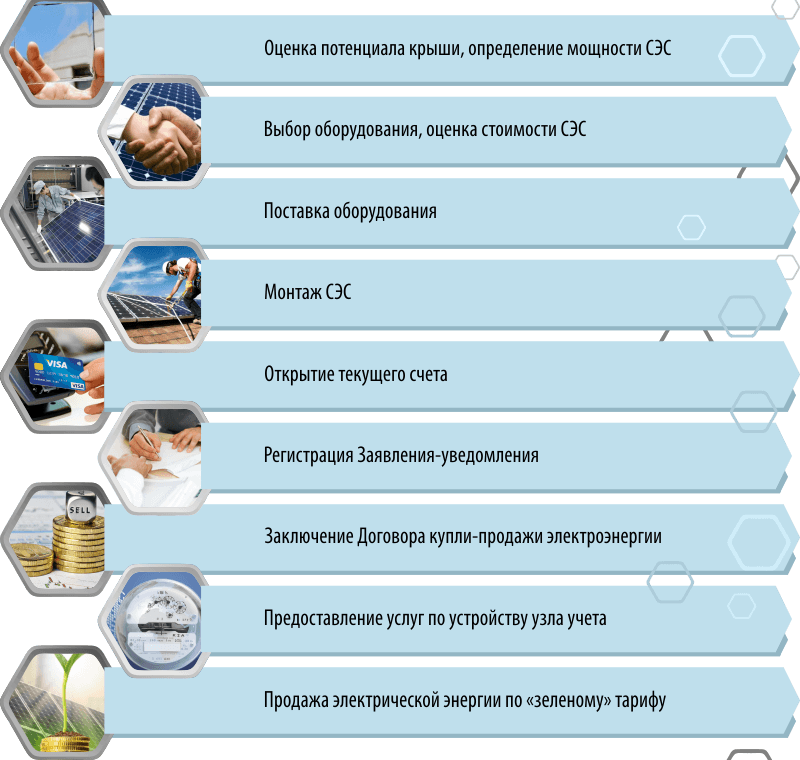 Оценка потенциала крыши, определение мощности СЭС
Выбор оборудования, оценка стоимости СЭС
Поставка оборудования
Монтаж СЭС
VISA
VISA
Открытие текущего счета
Регистрация Заявления-уведомления
SELL
Заключение Договора купли-продажи электроэнергии
Предоставление услуг по устройству узла учета
Продажа электрической энергии по «зеленому» тарифу